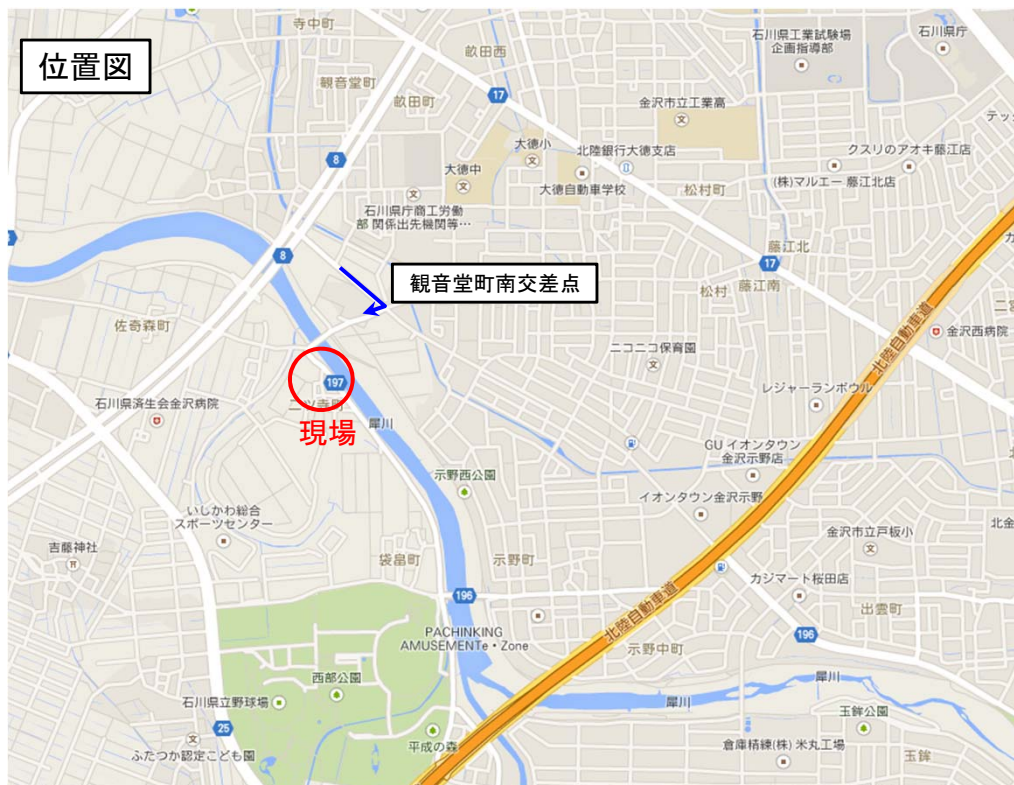 位置図
寺中町
畝田西
石川県工業試験場
企画指導部
石川県庁
観音堂町
畝田町
17
金沢市立工業高
テッ
8
大徳小
北陸銀行大徳支店
クスリのアオキ藤江店
大徳中
大徳自動車学校
松村町
(株)マルエー 藤江北店
石川県庁商工労働
部 関係出先機関等…
藤江北
8
17
観音堂町南交差点
松村
藤江南
二宮
佐奇森町
北陸自動車道
金沢西病院
ニコニコ保育園
197
レジャーランボウル
石川県済生会金沢病院
二ツ寺町
犀川
現場
GU イオンタウン
金沢示野店
示野西公園
イオンタウン金沢示野
いしかわ総合
スポーツセンター
金沢市立戸板小
北金
吉藤神社
袋畠町
示野町
カジマート桜田店
196
北陸自動車道
出雲町
PACHINKING
AMUSEMENTe・Zone
196
示野中町
西部公園
犀川
石川県立野球場
犀川
玉鉾公園
25
平成の森
ふたつか認定こども園
倉庫精練(株) 米丸工場
玉鉾